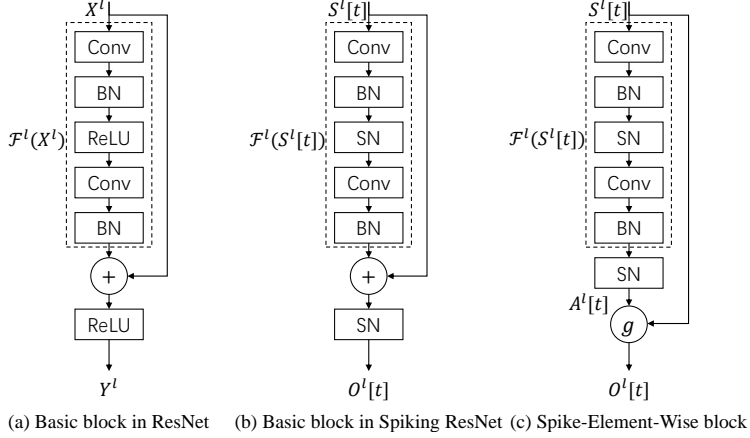 X^l
Conv
BN
ReLU
Conv
BN
F^l(X^l)
+
ReLU
Y^l
(a) Basic block in ResNet
S^l[t]
Conv
BN
SN
Conv
BN
F^l(S^l[t])
+
SN
O^l[t]
(b) Basic block in Spiking ResNet
S^l[t]
Conv
BN
SN
Conv
BN
F^l(S^l[t])
SN
A^l[t]
g
O^l[t]
(c) Spike-Element-Wise block